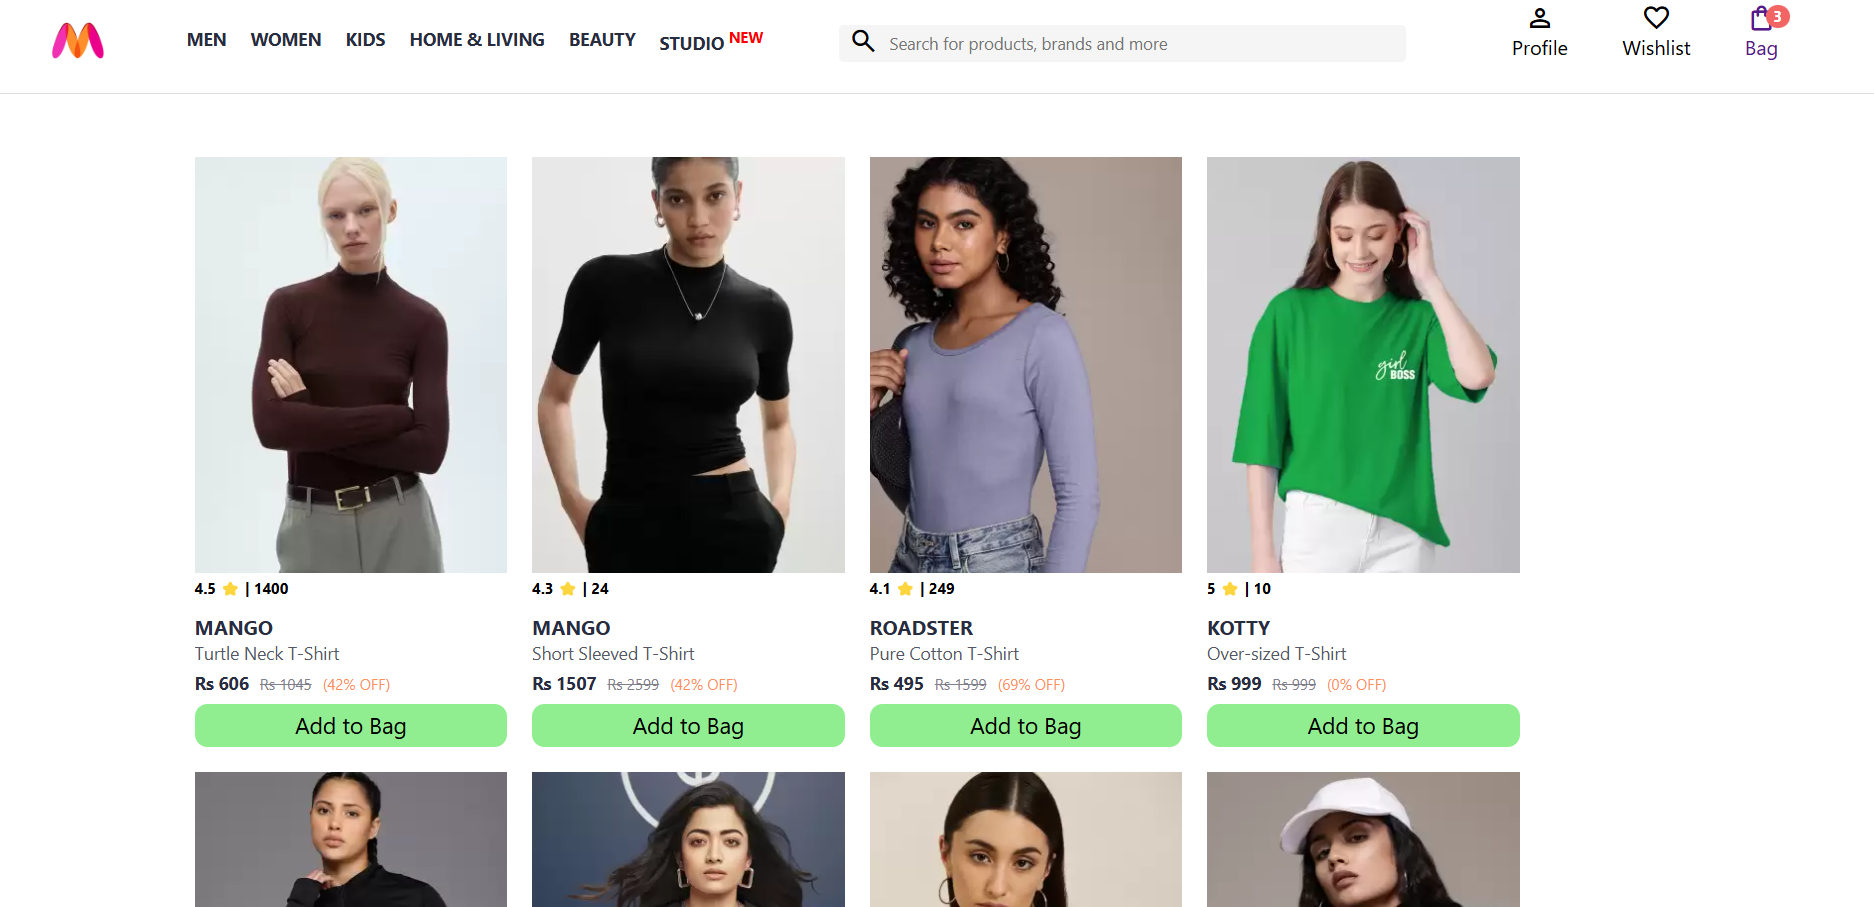 MEN WOMEN KIDS HOME & LIVING BEAUTY STUDIO NEW
Search for products, brands and more
Profile Wishlist Bag 3
girl
BOSS
4.5 | 1400
MANGO
Turtle Neck T-Shirt
Rs 606 Rs 1045 (42% OFF)
Add to Bag
4.3 | 24
MANGO
Short Sleeved T-Shirt
Rs 1507 Rs 2599 (42% OFF)
Add to Bag
4.1 | 249
ROADSTER
Pure Cotton T-Shirt
Rs 495 Rs 1599 (69% OFF)
Add to Bag
5 | 10
KOTTY
Over-sized T-Shirt
Rs 999 Rs 999 (0% OFF)
Add to Bag